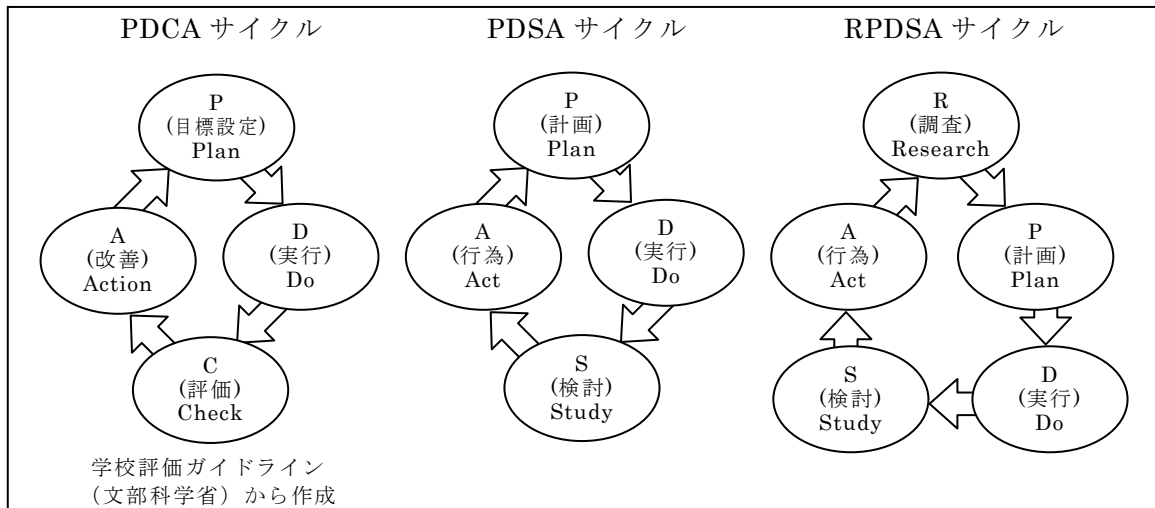 PDCA サイクル
P
(目標設定)
Plan
D
(実行)
Do
C
(評価)
Check
A
(改善)
Action
学校評価ガイドライン
（文部科学省）から作成
PDSA サイクル
P
(計画)
Plan
D
(実行)
Do
S
(検討)
Study
A
(行為)
Act
RPDSA サイクル
R
(調査)
Research
P
(計画)
Plan
D
(実行)
Do
S
(検討)
Study
A
(行為)
Act